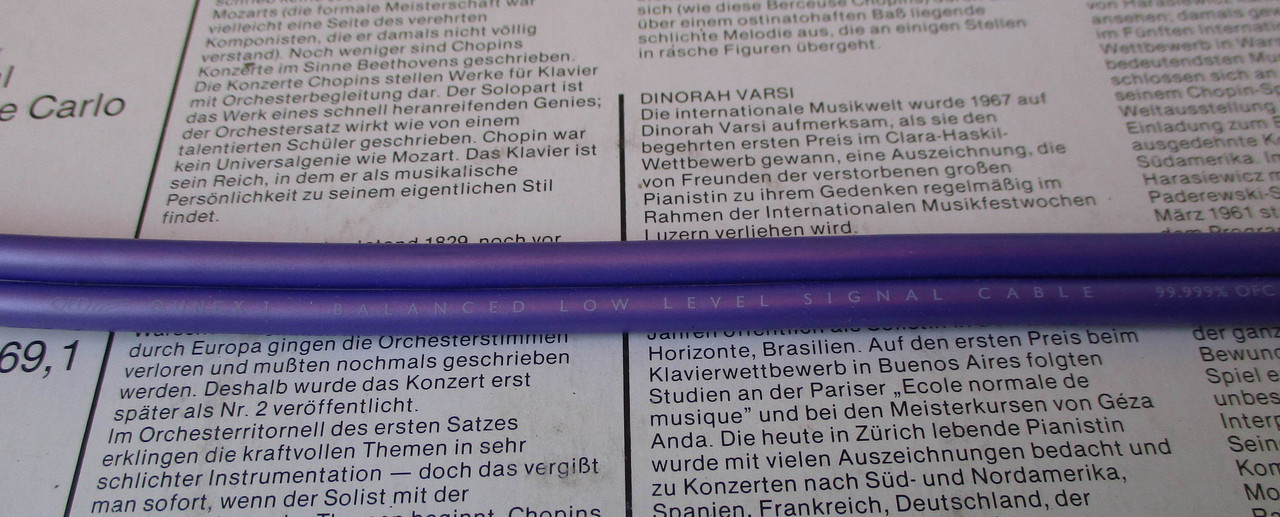 e Carlo
69,1
Mozarts (die formale Meisterschaft war
vielleicht eine Seite des verehrten
Komponisten, die er damals nicht völlig
verstand). Noch weniger sind Chopins
Konzerte im Sinne Beethovens geschrieben.
Die Konzerte Chopins stellen Werke für Klavier
mit Orchesterbegleitung dar. Der Solopart ist
das Werk eines schnell heranreifenden Genies;
der Orchestersatz wirkt wie von einem
talentierten Schüler geschrieben. Chopin war
kein Universalgenie wie Mozart. Das Klavier ist
sein Reich, in dem er als musikalische
Persönlichkeit zu seinem eigentlichen Stil
findet.
1829, noch vor
durch Europa gingen die Orchesterstimmen
verloren und mußten nochmals geschrieben
werden. Deshalb wurde das Konzert erst
später als Nr. 2 veröffentlicht.
Im Orchesterritornell des ersten Satzes
erklingen die kraftvollen Themen in sehr
schlichter Instrumentation — doch das vergißt
man sofort, wenn der Solist mit der
beginnt. Chopins
sich (wie diese Berceuse Chopins)
über einem ostinatohaften Baß liegende
schlichte Melodie aus, die an einigen Stellen
in rasche Figuren übergeht.
DINORAH VARSI
Die internationale Musikwelt wurde 1967 auf
Dinorah Varsi aufmerksam, als sie den
begehrten ersten Preis im Clara-Haskil-
Wettbewerb gewann, eine Auszeichnung, die
von Freunden der verstorbenen großen
Pianistin zu ihrem Gedenken regelmäßig im
Rahmen der Internationalen Musikfestwochen
Luzern verliehen wird.
Jahren öffentlich als
Horizonte, Brasilien. Auf den ersten Preis beim
Klavierwettbewerb in Buenos Aires folgten
Studien an der Pariser „Ecole normale de
musique” und bei den Meisterkursen von Géza
Anda. Die heute in Zürich lebende Pianistin
wurde mit vielen Auszeichnungen bedacht und
zu Konzerten nach Süd- und Nordamerika,
Spanien, Frankreich, Deutschland, der
ansehen; damals
im Fünften Internati
Wettbewerb in War
bedeutendsten Mu
schlossen sich an
seinem Chopin-S
Weltausstellung
Einladung zum
ausgedehnte
Südamerika. Im
Harasiewicz
Paderewski-S
März 1961 st
der ganz
Bewund
Spiel e
unbes
Interp
Sein
Kon
Mo
BALANCED LOW LEVEL SIGNAL CABLE 99.999% OFC